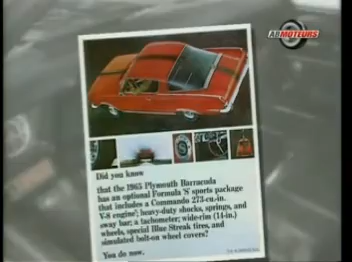 AB MOTEURS
Did you know
that the 1965 Plymouth Barracuda
has an optional Formula 'S' sports package
that includes a Commando 273-cu.-in.
V-8 engine; heavy-duty shocks, springs, and
sway bar; a tachometer; wide-rim (14-in.)
wheels, special Blue Streak tires, and
simulated bolt-on wheel covers?
You do now.